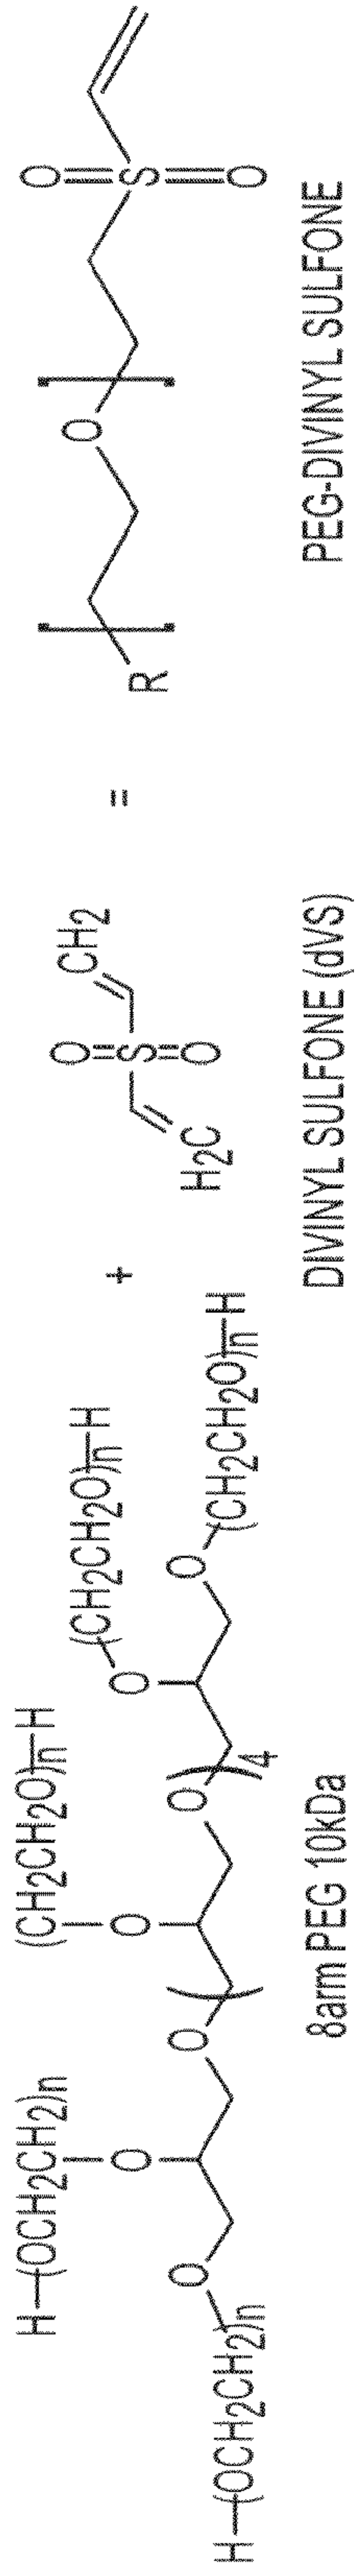 H—(OCH2CH2)n
(CH2CH2O)n—H
(CH2CH2O)n—H
O
O
O
H—(OCH2CH2)n
O
O
O
4
O
(CH2CH2O)n—H
8arm PEG 10kDa
+
H2C
O
S
O
CH2
DIVINYL SULFONE (dVS)
=
R
O
O
S
O
PEG-DIVINYL SULFONE